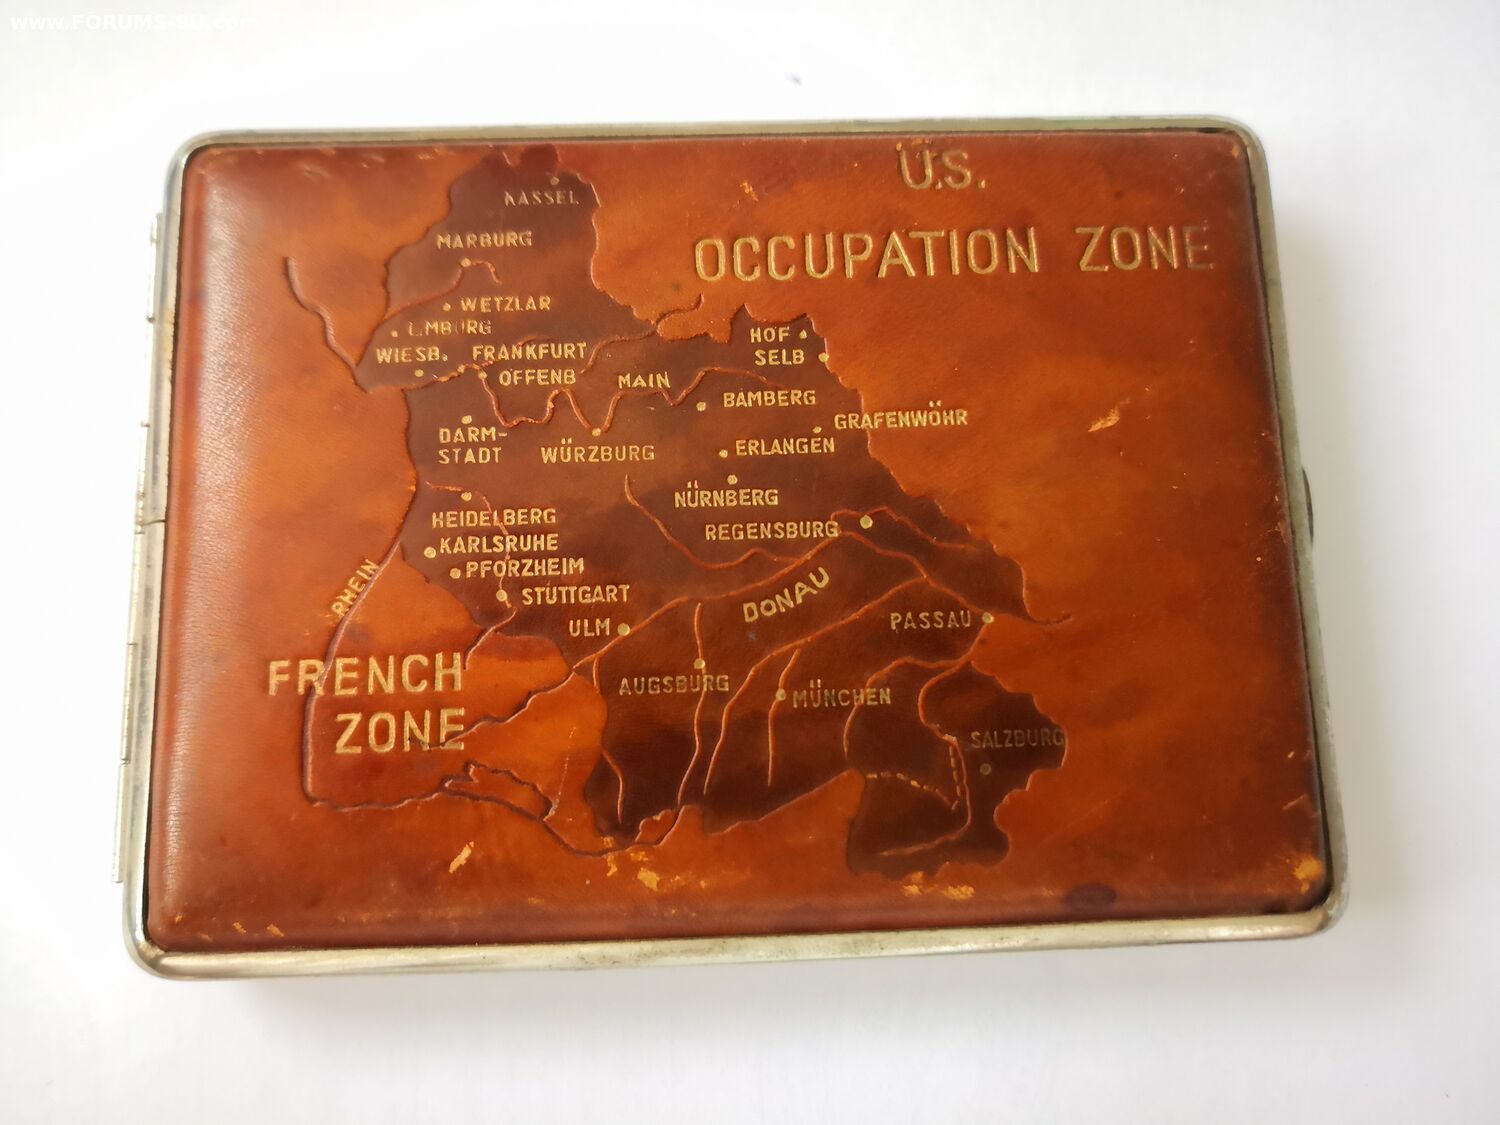 www.FORUMS-SU.com
U.S.
OCCUPATION ZONE
KASSEL
MARBURG
WETZLAR
LIMBURG
WIESB. FRANKFURT
OFFENB
MAIN
HOF
SELB
BAMBERG
GRAFENWÖHR
DARM-
STADT
WÜRZBURG
ERLANGEN
NÜRNBERG
HEIDELBERG
REGENSBURG
KARLSRUHE
PFORZHEIM
STUTTGART
RHEIN
ULM
DONAU
PASSAU
FRENCH
ZONE
AUGSBURG
MÜNCHEN
SALZBURG